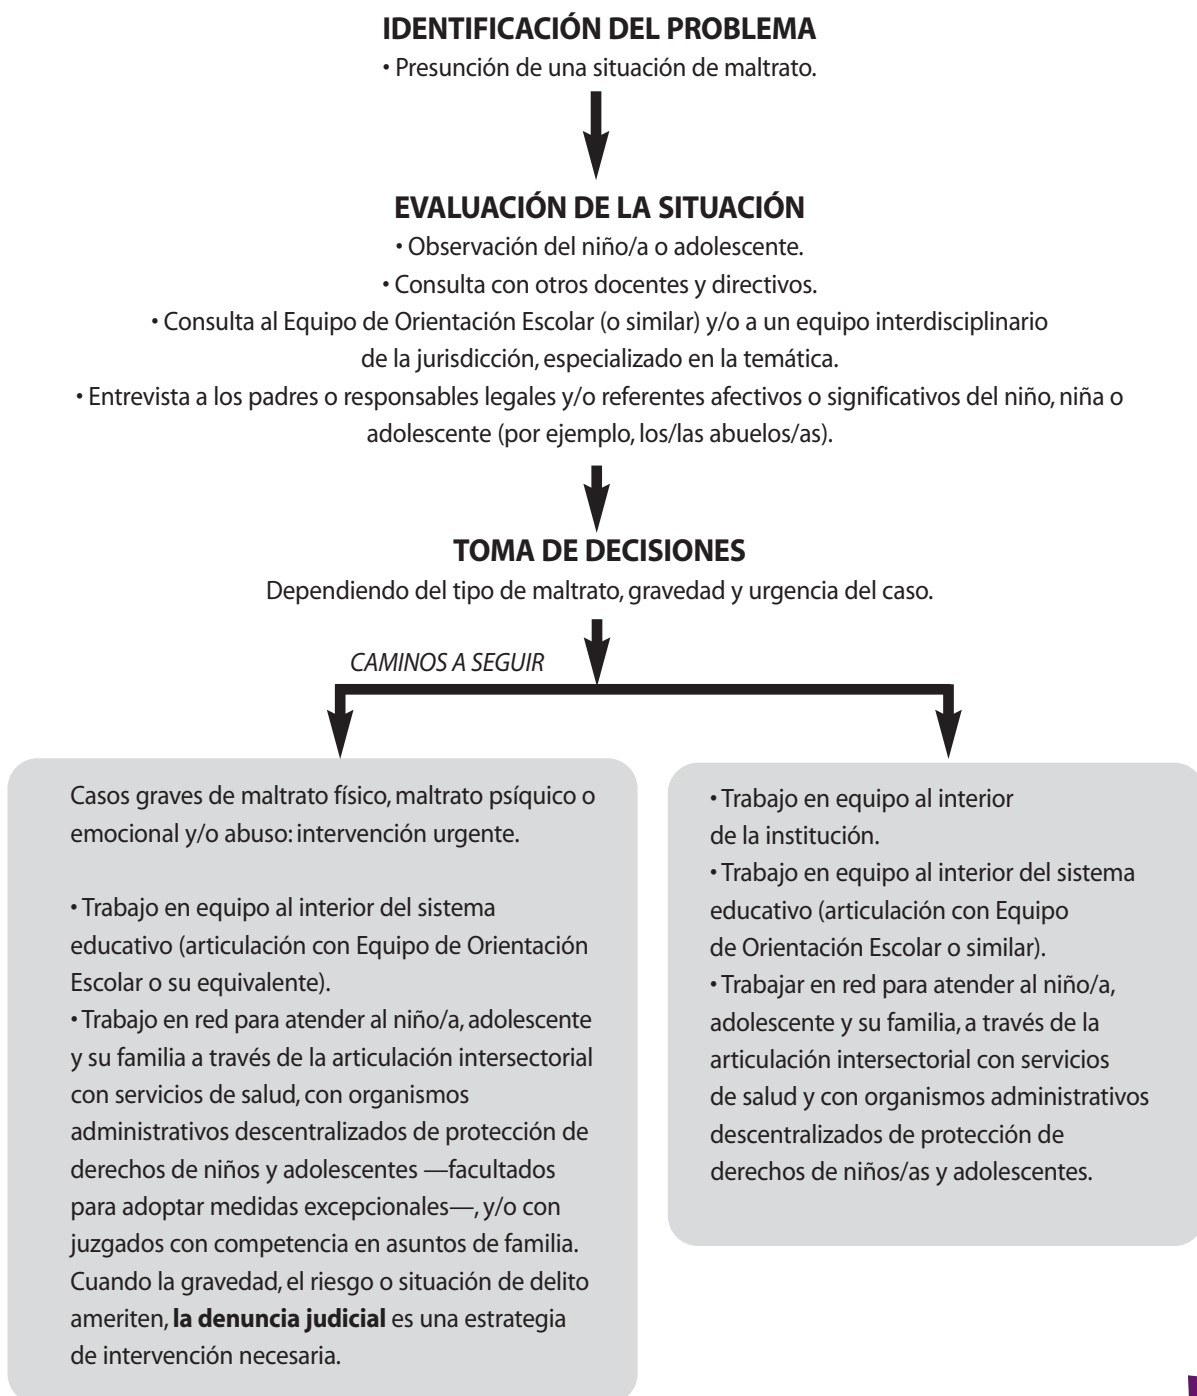 IDENTIFICACIÓN DEL PROBLEMA
• Presunción de una situación de maltrato.
EVALUACIÓN DE LA SITUACIÓN
• Observación del niño/a o adolescente.
• Consulta con otros docentes y directivos.
• Consulta al Equipo de Orientación Escolar (o similar) y/o a un equipo interdisciplinario
de la jurisdicción, especializado en la temática.
• Entrevista a los padres o responsables legales y/o referentes afectivos o significativos del niño, niña o
adolescente (por ejemplo, los/las abuelos/as).
TOMA DE DECISIONES
Dependiendo del tipo de maltrato, gravedad y urgencia del caso.
CAMINOS A SEGUIR
Casos graves de maltrato físico, maltrato psíquico o
emocional y/o abuso: intervención urgente.
• Trabajo en equipo al interior del sistema
educativo (articulación con Equipo de Orientación
Escolar o su equivalente).
• Trabajo en red para atender al niño/a, adolescente
y su familia a través de la articulación intersectorial
con servicios de salud, con organismos
administrativos descentralizados de protección de
derechos de niños y adolescentes —facultados
para adoptar medidas excepcionales—, y/o con
juzgados con competencia en asuntos de familia.
Cuando la gravedad, el riesgo o situación de delito
ameriten, la denuncia judicial es una estrategia
de intervención necesaria.
• Trabajo en equipo al interior
de la institución.
• Trabajo en equipo al interior del sistema
educativo (articulación con Equipo
de Orientación Escolar o similar).
• Trabajar en red para atender al niño/a,
adolescente y su familia, a través de la
articulación intersectorial con servicios
de salud y con organismos administrativos
descentralizados de protección de
derechos de niños/as y adolescentes.